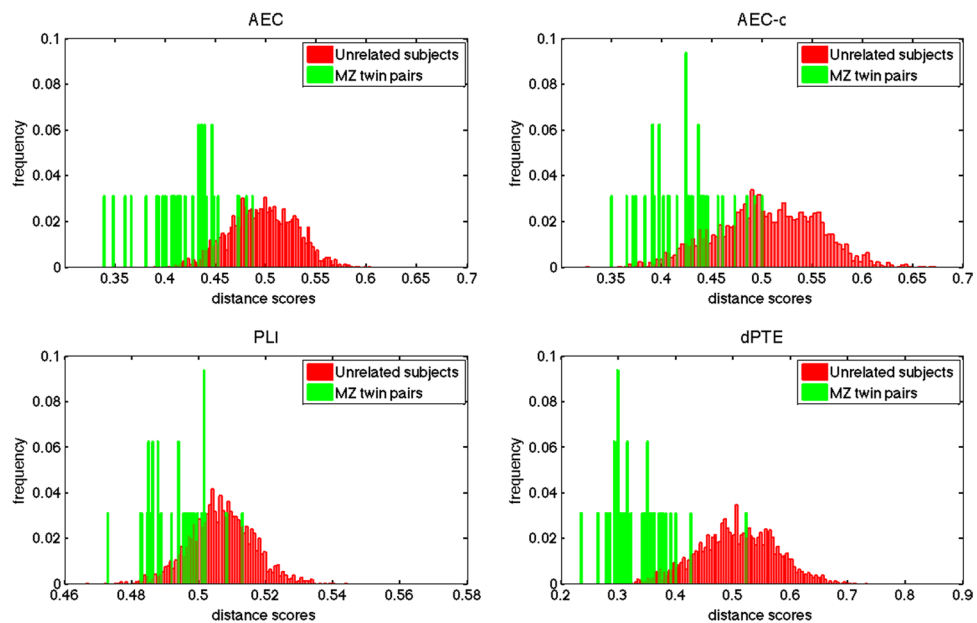 AEC
AEC-c
0.1
0.08
0.06
0.04
0.02
0
frequency
Unrelated subjects
MZ twin pairs
0.35 0.4 0.45 0.5 0.55 0.6 0.65 0.7
distance scores
0.1
0.08
0.06
0.04
0.02
0
frequency
Unrelated subjects
MZ twin pairs
0.35 0.4 0.45 0.5 0.55 0.6 0.65 0.7
distance scores
PLI
dPTE
0.1
0.08
0.06
0.04
0.02
0
frequency
Unrelated subjects
MZ twin pairs
0.46 0.48 0.5 0.52 0.54 0.56 0.58
distance scores
0.1
0.08
0.06
0.04
0.02
0
frequency
Unrelated subjects
MZ twin pairs
0.2 0.3 0.4 0.5 0.6 0.7 0.8 0.9
distance scores